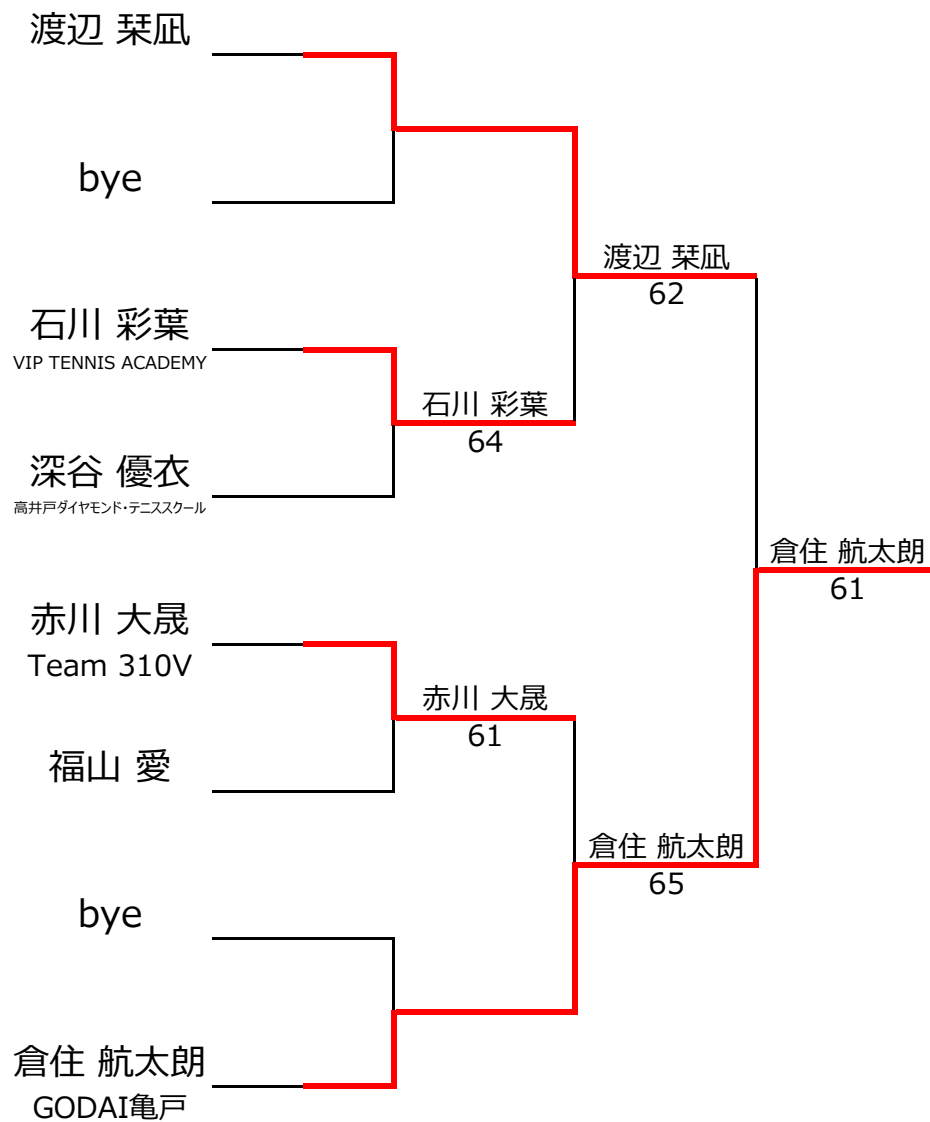 渡辺 栞凪
bye
石川 彩葉
VIP TENNIS ACADEMY
深谷 優衣
高井戸ダイヤモンド・テニススクール
赤川 大晟
Team 310V
福山 愛
bye
倉住 航太朗
GODAI亀戸
石川 彩葉
64
赤川 大晟
61
渡辺 栞凪
62
倉住 航太朗
65
倉住 航太朗
61